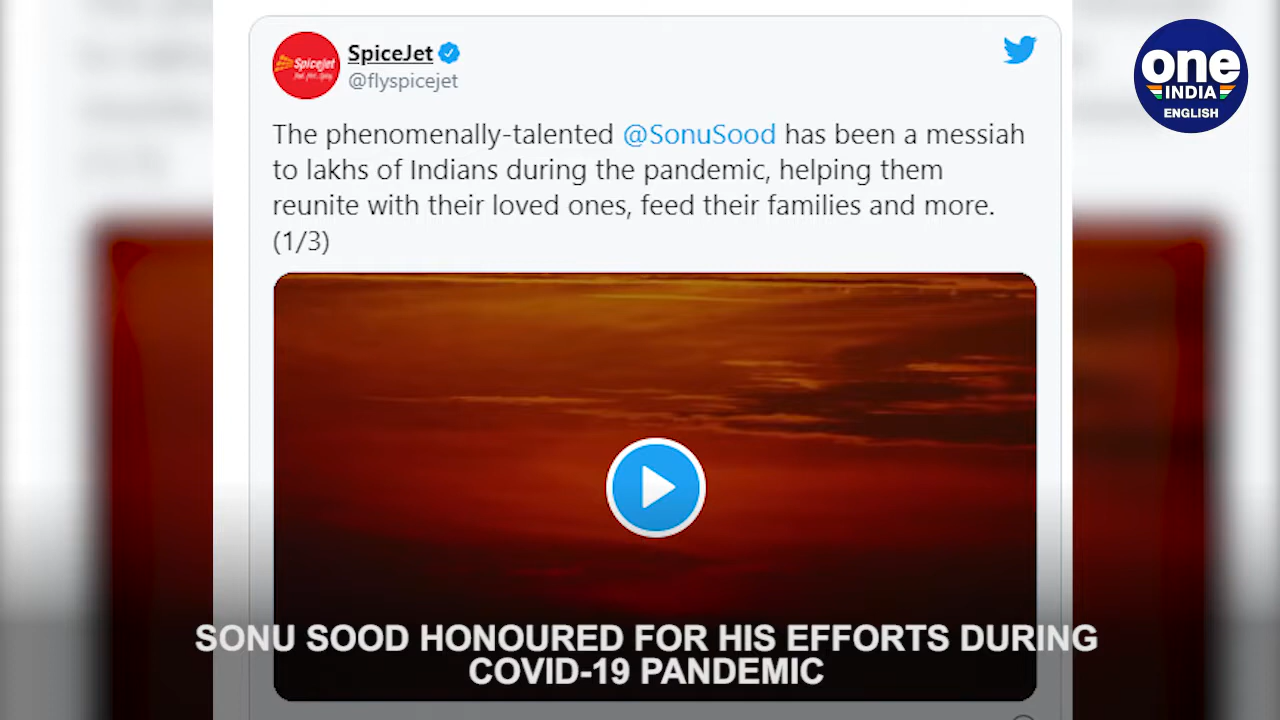 SpiceJet
@flyspicejet
Spicejet
one
INDIA
ENGLISH
The phenomenally-talented @SonuSood has been a messiah
to lakhs of Indians during the pandemic, helping them
reunite with their loved ones, feed their families and more.
(1/3)
SONU SOOD HONOURED FOR HIS EFFORTS DURING
COVID-19 PANDEMIC